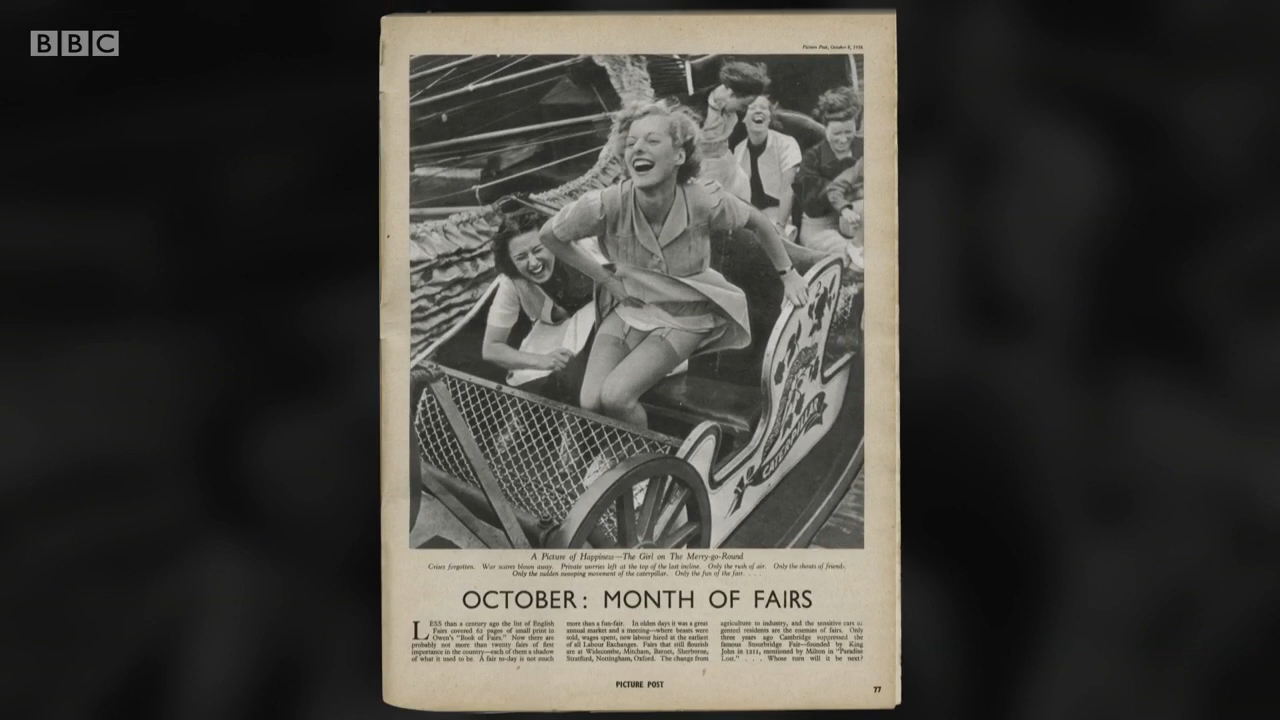 BBC
Picture Post, October 8, 1938
CATERPILLAR
A Picture of Happiness—The Girl on The Merry-go-Round
Crises forgotten. War scares blown away. Private worries left at the top of the last incline. Only the rush of air. Only the shouts of friends.
Only the sudden sweeping movement of the caterpillar. Only the fun of the fair. . . .
OCTOBER: MONTH OF FAIRS
LESS than a century ago the list of English
Fairs covered 62 pages of small print in
Owen's "Book of Fairs." Now there are
probably not more than twenty fairs of first
importance in the country—each of them a shadow
of what it used to be. A fair to-day is not much
more than a fun-fair. In olden days it was a great
annual market and a meeting—where beasts were
sold, wages spent, new labour hired at the earliest
of all Labour Exchanges. Fairs that still flourish
are at Widecombe, Mitcham, Barnet, Sherborne,
Stratford, Nottingham, Oxford. The change from
agriculture to industry, and the sensitive ears of
gented residents are the enemies of fairs. Only
three years ago Cambridge suppressed the
famous Stourbridge Fair—founded by King
John in 1211, mentioned by Milton in "Paradise
Lost." . . . Whose turn will it be next?
PICTURE POST
77